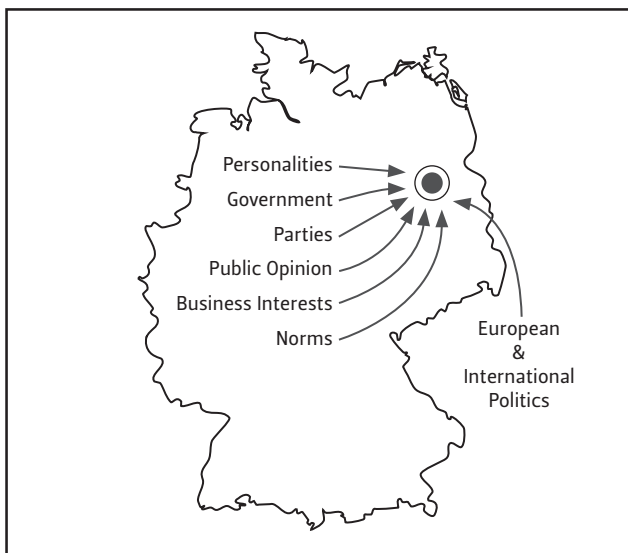 Personalities
Government
Parties
Public Opinion
Business Interests
Norms
European
&
International
Politics